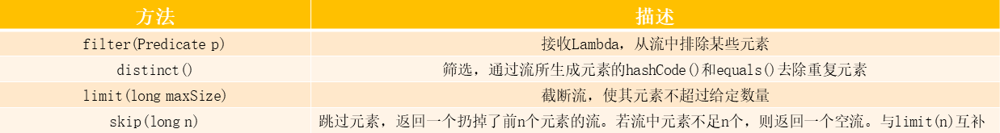 方法 描述
filter(Predicate p) 接收Lambda，从流中排除某些元素
distinct() 筛选，通过流所生成元素的hashCode()和equals()去除重复元素
limit(long maxSize) 截断流，使其元素不超过给定数量
skip(long n) 跳过元素，返回一个扔掉了前n个元素的流。若流中元素不足n个，则返回一个空流。与limit(n)互补